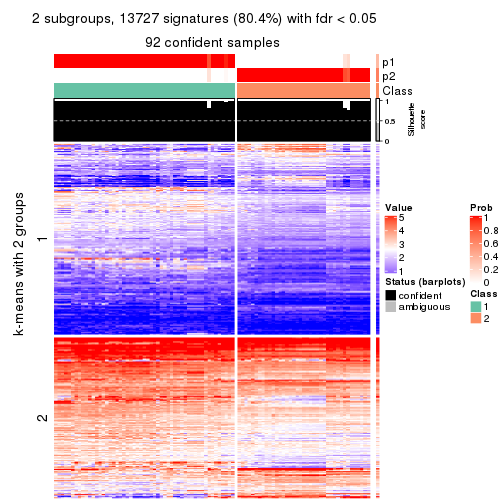 2 subgroups, 13727 signatures (80.4%) with fdr < 0.05
92 confident samples
p1
p2
Class
1
0.5
0
Silhouette
score
k-means with 2 groups
1
2
Value
5
4
3
2
1
Prob
1
0.8
0.6
0.4
0.2
0
Status (barplots)
confident
ambiguous
Class
1
2